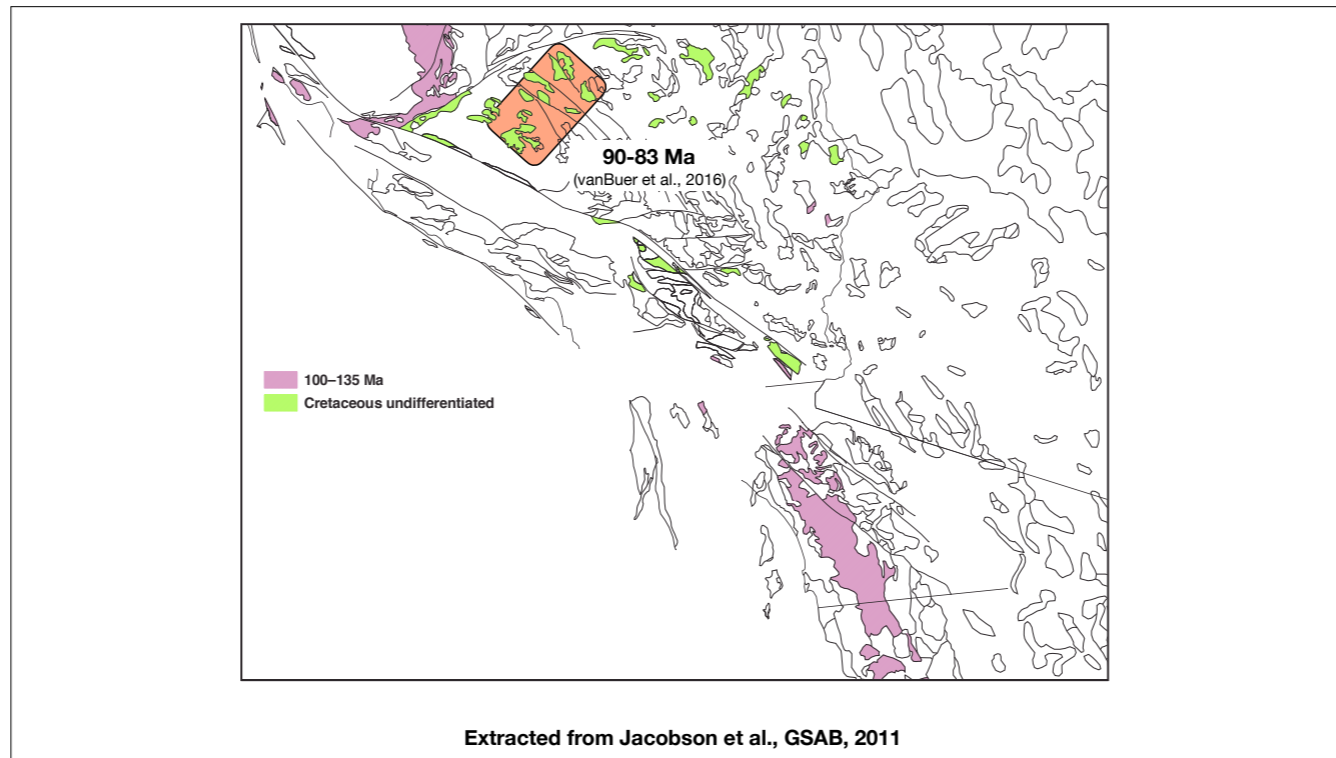 90-83 Ma
(vanBuer et al., 2016)
100–135 Ma
Cretaceous undifferentiated
Extracted from Jacobson et al., GSAB, 2011